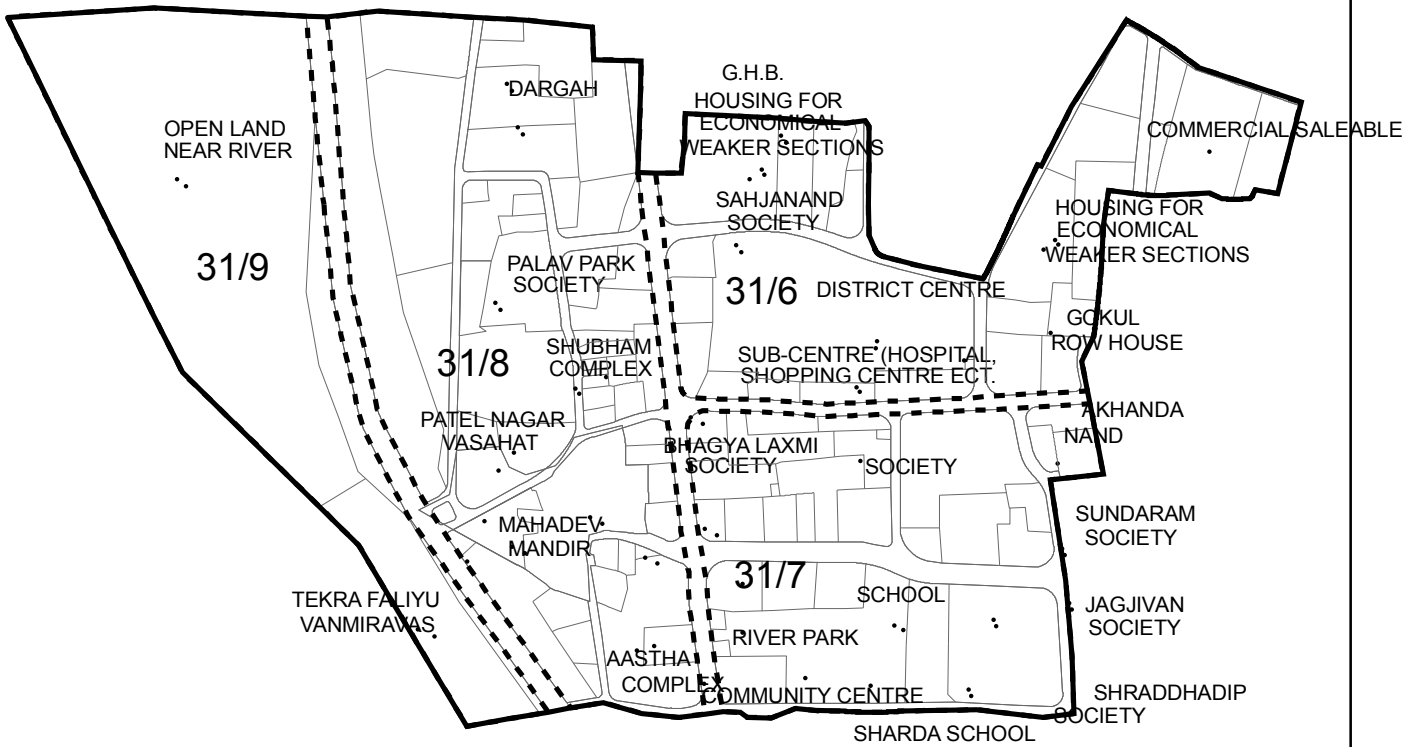 G.H.B.
HOUSING FOR
ECONOMICAL
WEAKER SECTIONS
DARGAH
OPEN LAND
NEAR RIVER
COMMERCIAL SALEABLE
SAHJANAND
SOCIETY
HOUSING FOR
ECONOMICAL
WEAKER SECTIONS
31/9
PALAV PARK
SOCIETY
31/6
DISTRICT CENTRE
GOKUL
ROW HOUSE
31/8
SHUBHAM
COMPLEX
SUB-CENTRE (HOSPITAL,
SHOPPING CENTRE ECT.
PATEL NAGAR
VASAHAT
BHAGYA LAXMI
SOCIETY
SOCIETY
AKHANDA
NAND
MAHADEV
MANDIR
SUNDARAM
SOCIETY
31/7
TEKRA FALIYU
VANMIRAVAS
SCHOOL
JAGJIVAN
SOCIETY
RIVER PARK
AASTHA
COMPLEX
COMMUNITY CENTRE
SHRADDHADIP
SOCIETY
SHARDA SCHOOL